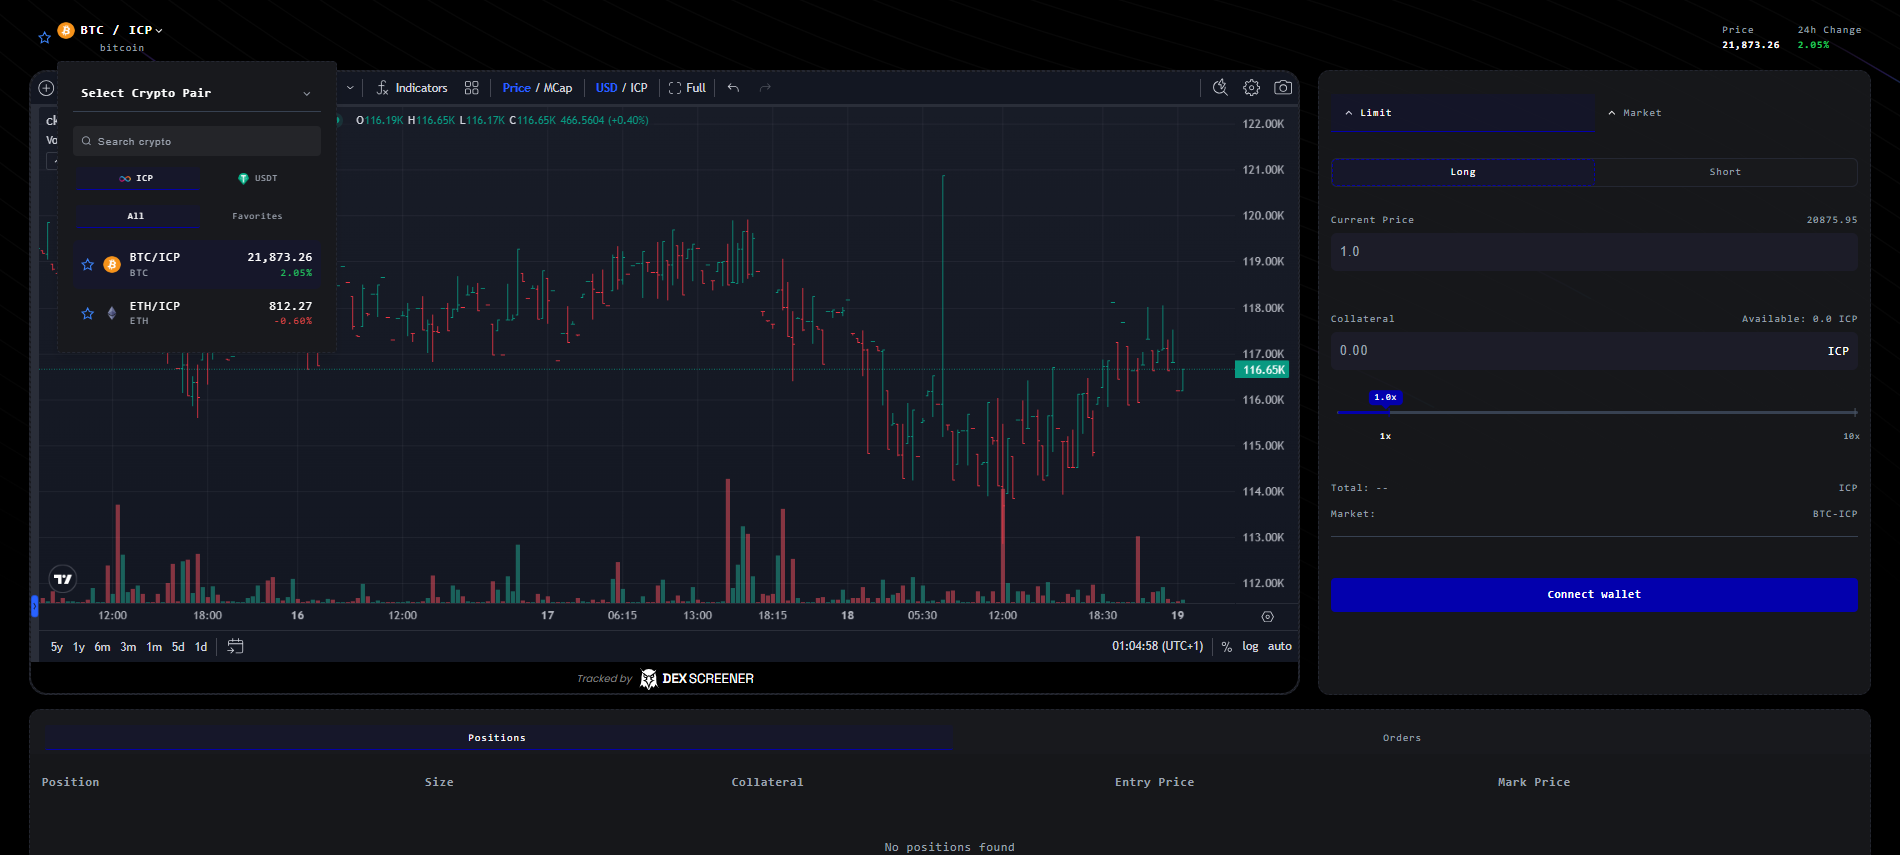 BTC / ICP
bitcoin
Price
24h Change
21,873.26
2.05%
Select Crypto Pair
Search crypto
ICP
USDT
All
Favorites
BTC/ICP
21,873.26
BTC
2.05%
ETH/ICP
812.27
ETH
-0.60%
Indicators
Price / MCap
USD / ICP
Full
ck
O116.19K H116.65K L116.17K C116.65K 466.5604 (+0.40%)
Vo
122.00K
121.00K
120.00K
119.00K
118.00K
117.00K
116.65K
116.00K
115.00K
114.00K
113.00K
112.00K
12:00
18:00
16
12:00
17
06:15
13:00
18:15
18
05:30
12:00
18:30
19
5y 1y 6m 3m 1m 5d 1d
01:04:58 (UTC+1)
% log auto
Tracked by DEX SCREENER
Limit
Market
Long
Short
Current Price
20875.95
1.0
Collateral
Available: 0.0 ICP
0.00
ICP
1.0x
1x
10x
Total: --
ICP
Market:
BTC-ICP
Connect wallet
Positions
Orders
Position
Size
Collateral
Entry Price
Mark Price
No positions found